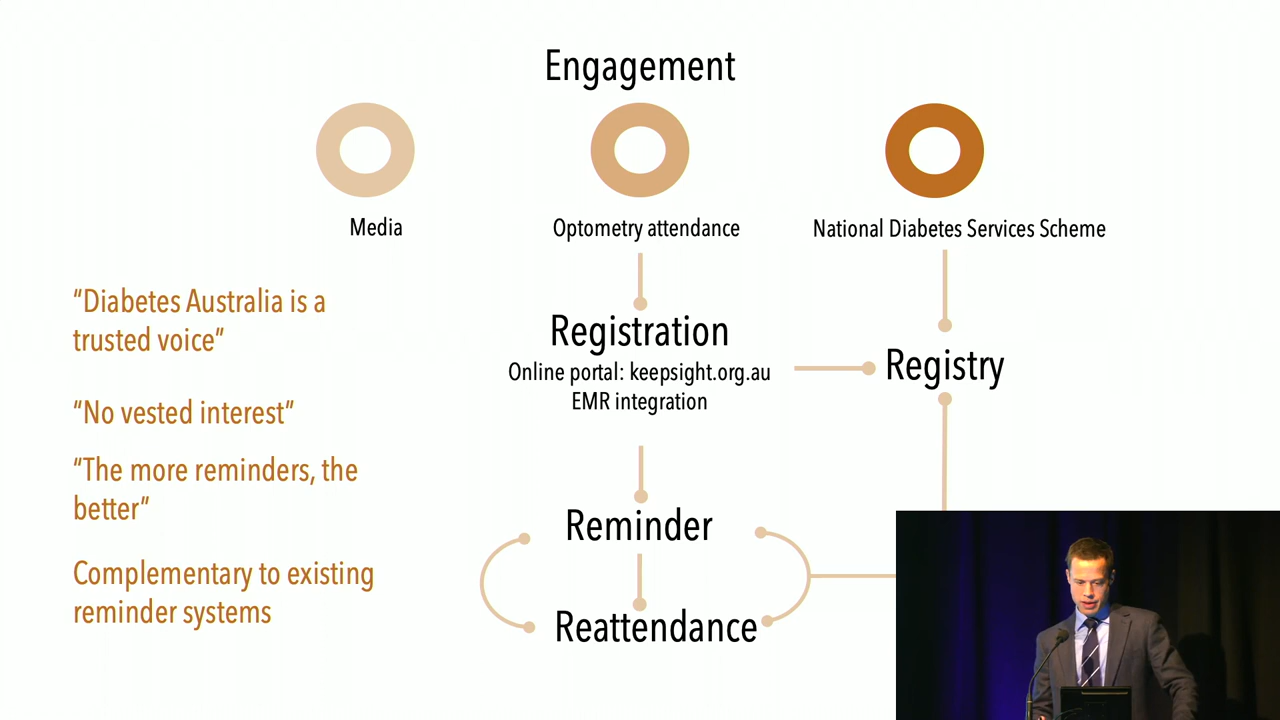 Engagement
Media
Optometry attendance
National Diabetes Services Scheme
“Diabetes Australia is a
trusted voice”
“No vested interest”
“The more reminders, the
better”
Complementary to existing
reminder systems
Registration
Online portal: keepsight.org.au
EMR integration
Registry
Reminder
Reattendance